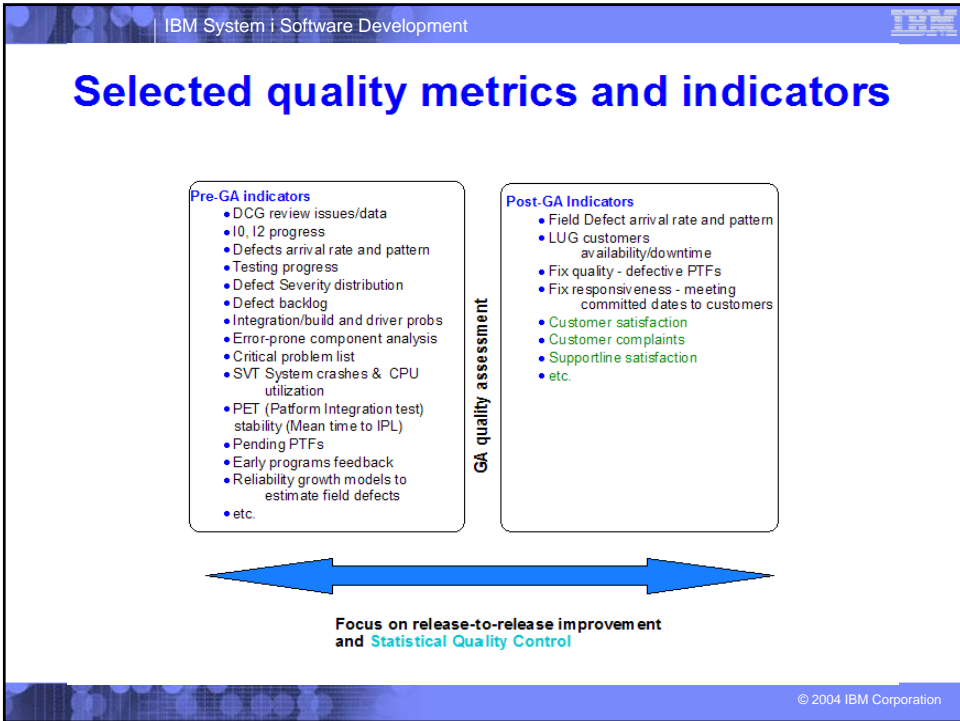 | IBM System i Software Development
IBM
Selected quality metrics and indicators
Pre-GA indicators
• DCG review issues/data
• I0, I2 progress
• Defects arrival rate and pattern
• Testing progress
• Defect Severity distribution
• Defect backlog
• Integration/build and driver probs
• Error-prone component analysis
• Critical problem list
• SVT System crashes & CPU
utilization
• PET (Patform Integration test)
stability (Mean time to IPL)
• Pending PTFs
• Early programs feedback
• Reliability growth models to
estimate field defects
• etc.
GA quality assessment
Post-GA Indicators
• Field Defect arrival rate and pattern
• LUG customers
availability/downtime
• Fix quality - defective PTFs
• Fix responsiveness - meeting
committed dates to customers
• Customer satisfaction
• Customer complaints
• Supportline satisfaction
• etc.
Focus on release-to-release improvement
and Statistical Quality Control
© 2004 IBM Corporation